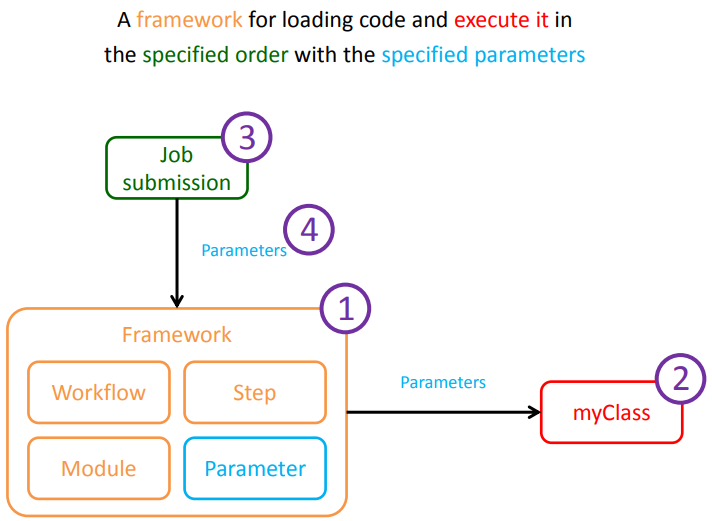 A framework for loading code and execute it in
the specified order with the specified parameters
3
Job
submission
4
Parameters
1
Framework
Workflow
Step
Parameters
2
myClass
Module
Parameter